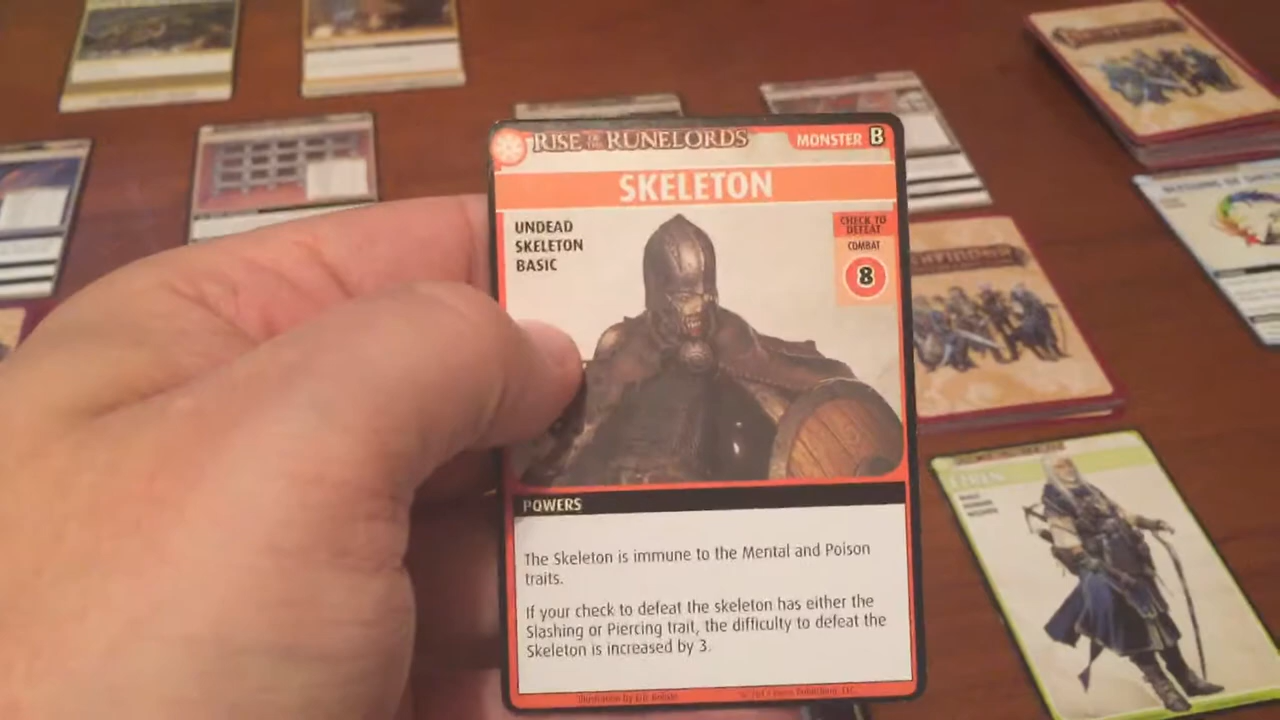 RISE OF THE RUNELORDS
MONSTER B
SKELETON
UNDEAD
SKELETON
BASIC
CHECK TO
DEFEAT
COMBAT
8
POWERS
The Skeleton is immune to the Mental and Poison
traits.
If your check to defeat the skeleton has either the
Slashing or Piercing trait, the difficulty to defeat the
Skeleton is increased by 3.